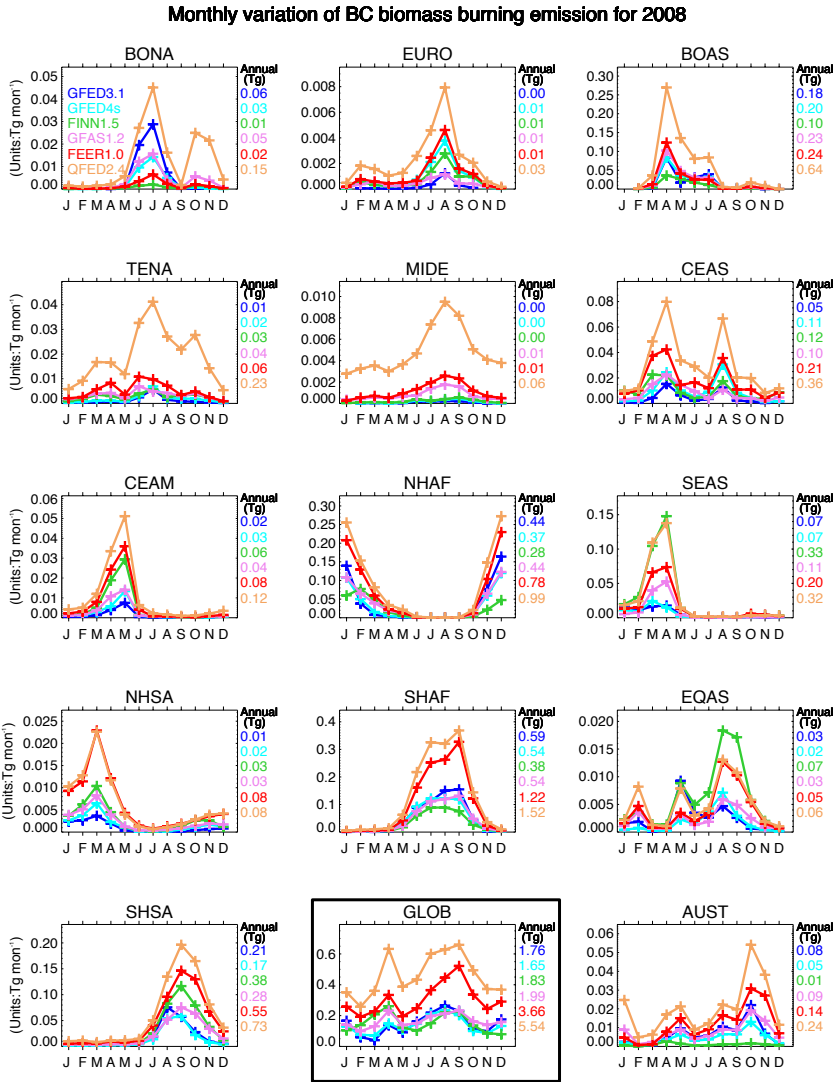 Monthly variation of BC biomass burning emission for 2008
BONA
Annual
(Tg)
(Units:Tg mon⁻¹)
0.05
0.04
0.03
0.02
0.01
0.00
GFED3.1 0.06
GFED4s 0.03
FINN1.5 0.01
GFAS1.2 0.05
FEER1.0 0.02
QFED2.4 0.15
J F M A M J J A S O N D
EURO
Annual
(Tg)
0.008
0.006
0.004
0.002
0.000
0.00
0.01
0.01
0.01
0.01
0.03
J F M A M J J A S O N D
BOAS
Annual
(Tg)
0.30
0.25
0.20
0.15
0.10
0.05
0.00
0.18
0.20
0.10
0.23
0.24
0.64
J F M A M J J A S O N D
TENA
Annual
(Tg)
(Units:Tg mon⁻¹)
0.04
0.03
0.02
0.01
0.00
0.01
0.02
0.03
0.04
0.06
0.23
J F M A M J J A S O N D
MIDE
Annual
(Tg)
0.010
0.008
0.006
0.004
0.002
0.000
0.00
0.00
0.00
0.01
0.01
0.06
J F M A M J J A S O N D
CEAS
Annual
(Tg)
0.08
0.06
0.04
0.02
0.00
0.05
0.11
0.12
0.10
0.21
0.36
J F M A M J J A S O N D
CEAM
Annual
(Tg)
(Units:Tg mon⁻¹)
0.06
0.05
0.04
0.03
0.02
0.01
0.00
0.02
0.03
0.06
0.04
0.08
0.12
J F M A M J J A S O N D
NHAF
Annual
(Tg)
0.30
0.25
0.20
0.15
0.10
0.05
0.00
0.44
0.37
0.28
0.44
0.78
0.99
J F M A M J J A S O N D
SEAS
Annual
(Tg)
0.15
0.10
0.05
0.00
0.07
0.07
0.33
0.11
0.20
0.32
J F M A M J J A S O N D
NHSA
Annual
(Tg)
(Units:Tg mon⁻¹)
0.025
0.020
0.015
0.010
0.005
0.000
0.01
0.02
0.03
0.03
0.08
0.08
J F M A M J J A S O N D
SHAF
Annual
(Tg)
0.4
0.3
0.2
0.1
0.0
0.59
0.54
0.38
0.54
1.22
1.52
J F M A M J J A S O N D
EQAS
Annual
(Tg)
0.020
0.015
0.010
0.005
0.000
0.03
0.02
0.07
0.03
0.05
0.06
J F M A M J J A S O N D
SHSA
Annual
(Tg)
(Units:Tg mon⁻¹)
0.20
0.15
0.10
0.05
0.00
0.21
0.17
0.38
0.28
0.55
0.73
J F M A M J J A S O N D
GLOB
Annual
(Tg)
0.6
0.4
0.2
0.0
1.76
1.65
1.83
1.99
3.66
5.54
J F M A M J J A S O N D
AUST
Annual
(Tg)
0.06
0.05
0.04
0.03
0.02
0.01
0.00
0.08
0.05
0.01
0.09
0.14
0.24
J F M A M J J A S O N D